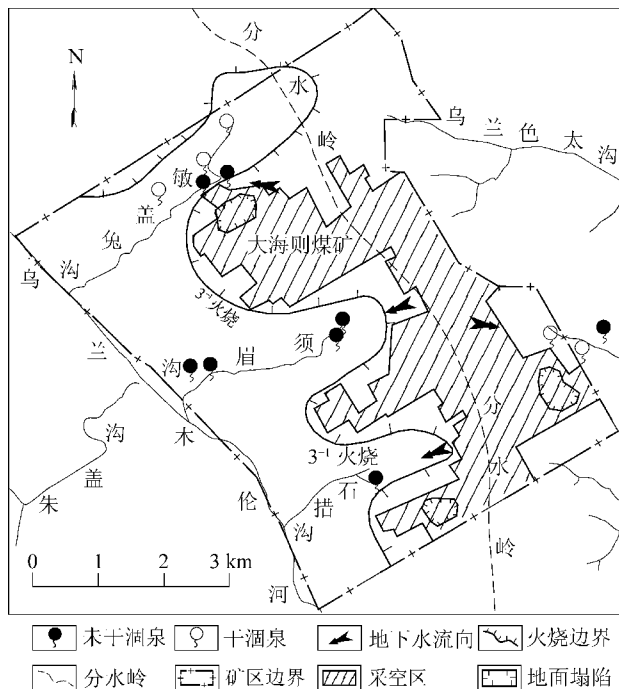 N
分水岭
乌兰色太沟
敏盖兔沟
大海则煤矿
3⁻¹火烧
乌兰木伦河
眉须沟
朱盖沟
3⁻¹火烧
石措沟
分水岭
0 1 2 3 km
未干涸泉 干涸泉 地下水流向 火烧边界
分水岭 矿区边界 采空区 地面塌陷